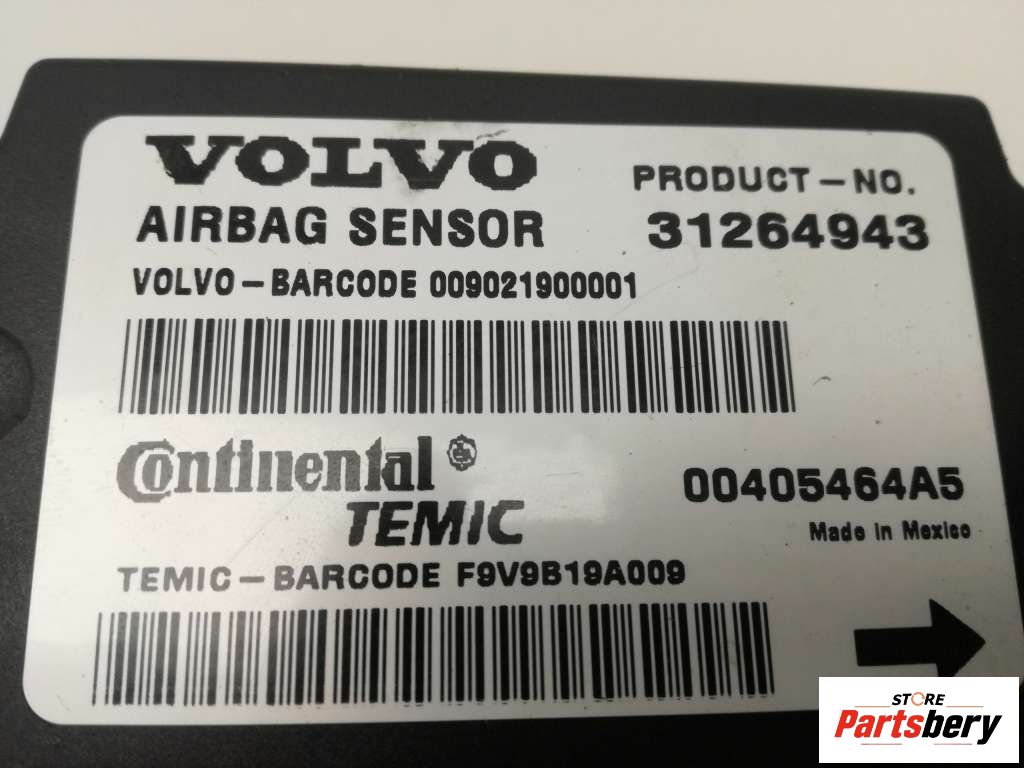 VOLVO
PRODUCT-NO.
AIRBAG SENSOR
31264943
VOLVO-BARCODE 009021900001
Continental
TEMIC
00405464A5
Made in Mexico
TEMIC-BARCODE F9V9B19A009
STORE
Partsbery